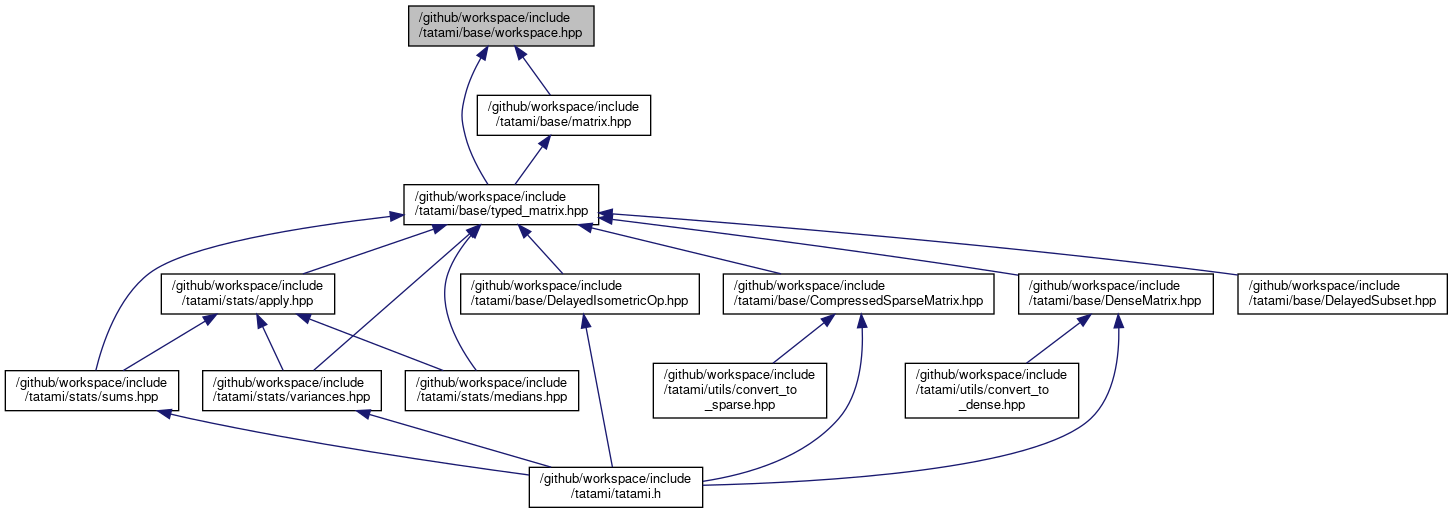 /github/workspace/include
/tatami/base/workspace.hpp
/github/workspace/include
/tatami/base/matrix.hpp
/github/workspace/include
/tatami/base/typed_matrix.hpp
/github/workspace/include
/tatami/stats/apply.hpp
/github/workspace/include
/tatami/base/DelayedIsometricOp.hpp
/github/workspace/include
/tatami/base/CompressedSparseMatrix.hpp
/github/workspace/include
/tatami/base/DenseMatrix.hpp
/github/workspace/include
/tatami/base/DelayedSubset.hpp
/github/workspace/include
/tatami/stats/sums.hpp
/github/workspace/include
/tatami/stats/variances.hpp
/github/workspace/include
/tatami/stats/medians.hpp
/github/workspace/include
/tatami/utils/convert_to
_sparse.hpp
/github/workspace/include
/tatami/utils/convert_to
_dense.hpp
/github/workspace/include
/tatami/tatami.h